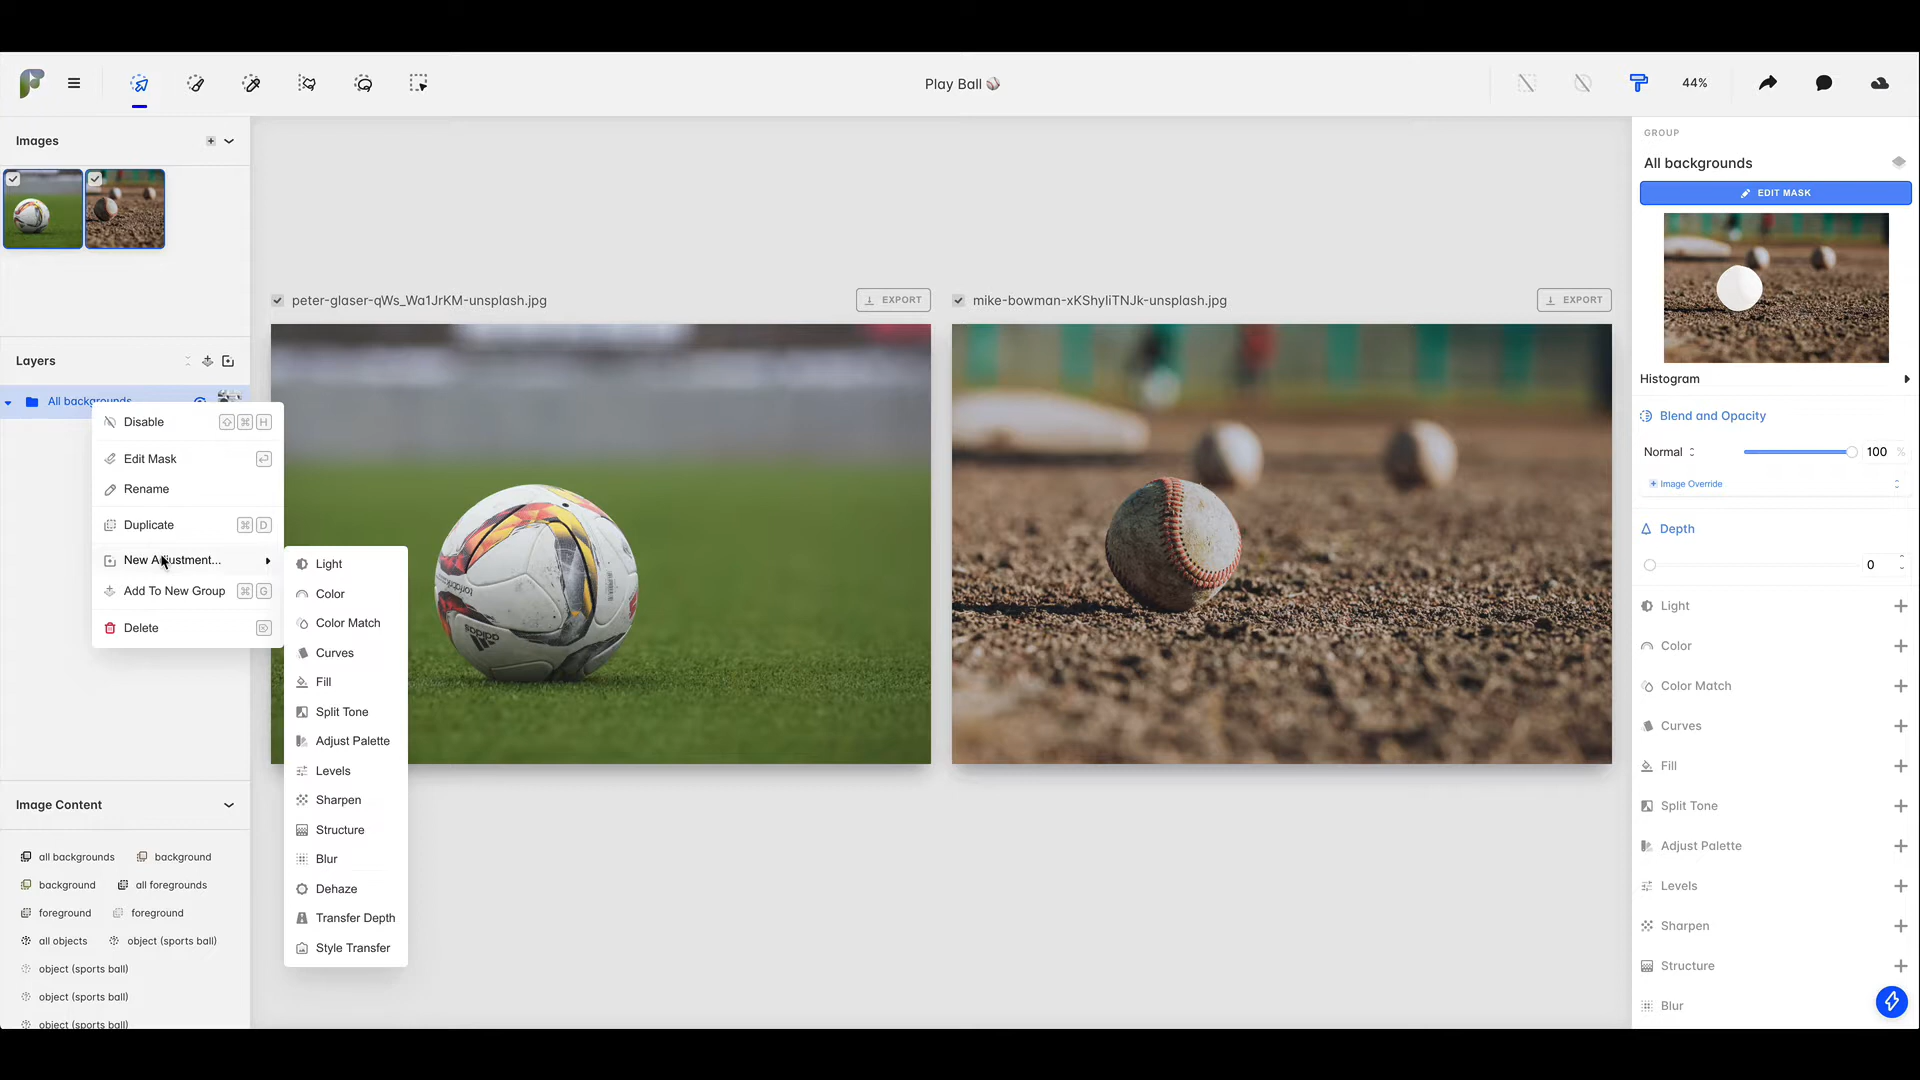 Play Ball ⚾
44%
Images
peter-glaser-qWs_Wa1JrKM-unsplash.jpg
EXPORT
mike-bowman-xKShyIiTNJk-unsplash.jpg
EXPORT
Layers
All backgrounds
Disable ⌘ H
Edit Mask
Rename
Duplicate ⌘ D
New Adjustment...
Add To New Group ⌘ G
Delete
Light
Color
Color Match
Curves
Fill
Split Tone
Adjust Palette
Levels
Sharpen
Structure
Blur
Dehaze
Transfer Depth
Style Transfer
adidas
Image Content
all backgrounds background
background all foregrounds
foreground foreground
all objects object (sports ball)
object (sports ball)
object (sports ball)
object (sports ball)
GROUP
All backgrounds
EDIT MASK
Histogram
Blend and Opacity
Normal 100 %
+ Image Override
Depth
0
Light
Color
Color Match
Curves
Fill
Split Tone
Adjust Palette
Levels
Sharpen
Structure
Blur